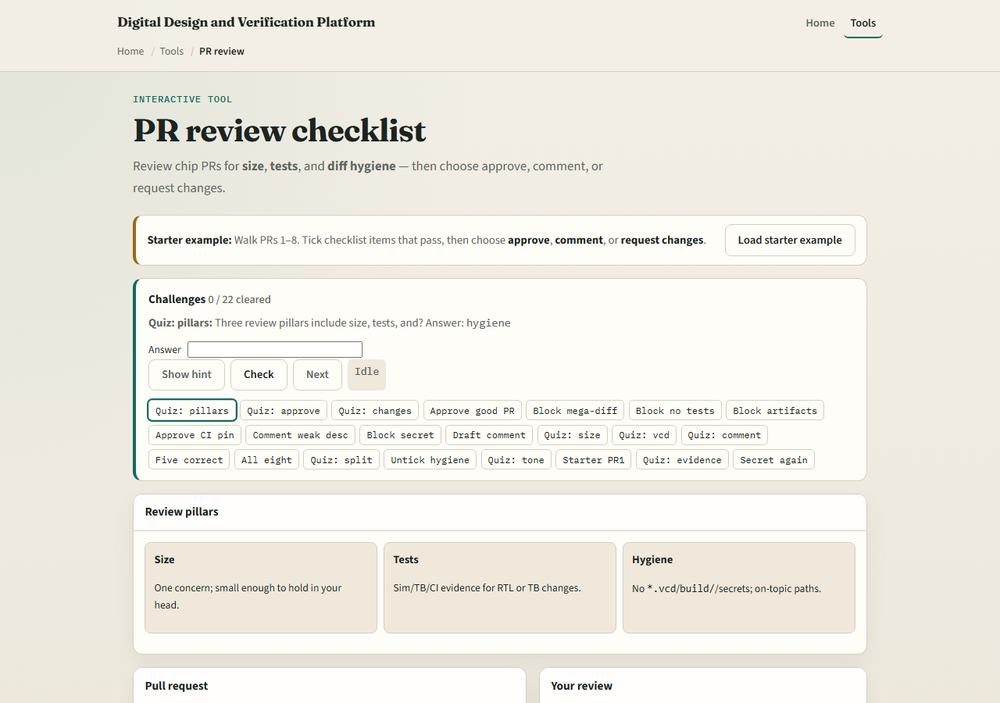 Digital Design and Verification Platform
Home Tools
Home / Tools / PR review
INTERACTIVE TOOL
PR review checklist
Review chip PRs for size, tests, and diff hygiene — then choose approve, comment, or
request changes.
Starter example: Walk PRs 1–8. Tick checklist items that pass, then choose approve, comment, or request changes.
Load starter example
Challenges 0 / 22 cleared
Quiz: pillars: Three review pillars include size, tests, and? Answer: hygiene
Answer
Show hint Check Next Idle
Quiz: pillars Quiz: approve Quiz: changes Approve good PR Block mega-diff Block no tests Block artifacts
Approve CI pin Comment weak desc Block secret Draft comment Quiz: size Quiz: vcd Quiz: comment
Five correct All eight Quiz: split Untick hygiene Quiz: tone Starter PR1 Quiz: evidence Secret again
Review pillars
Size Tests Hygiene
One concern; small enough to hold in your
head.
Sim/TB/CI evidence for RTL or TB changes.
No *.vcd/build//secrets; on-topic paths.
Pull request Your review